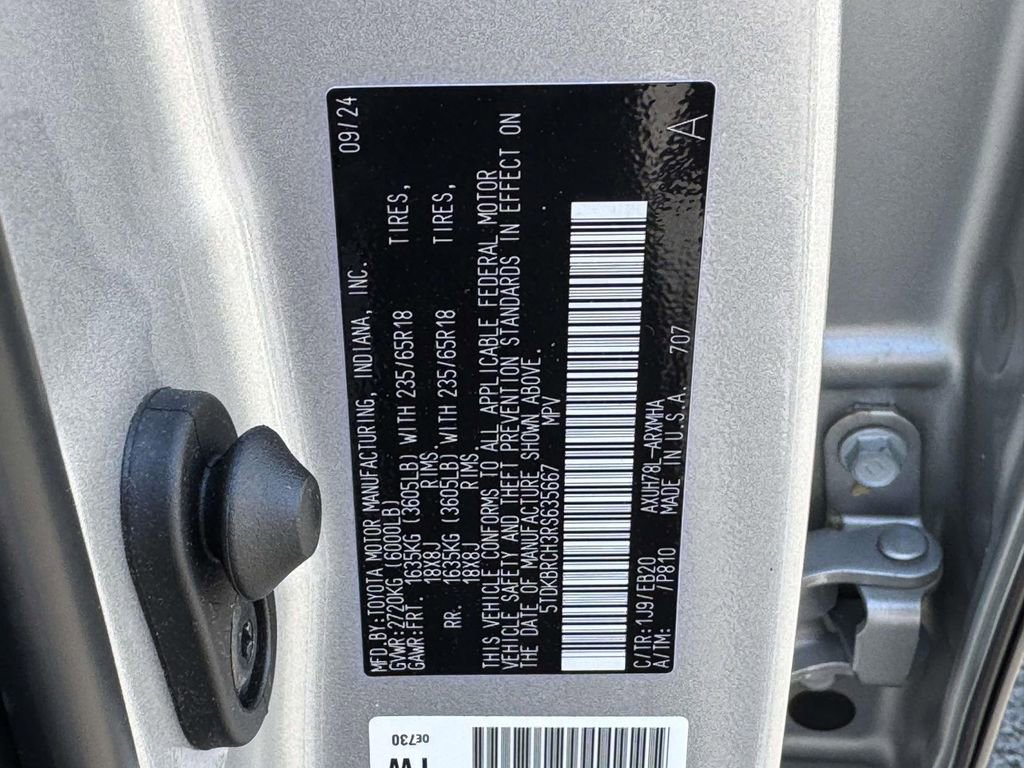 MFD.BY:TOYOTA MOTOR MANUFACTURING, INDIANA, INC. 09/24
GVWR:2720KG (6000LB)
GAWR:FRT. 1635KG (3605LB) WITH 235/65R18 TIRES,
18X8J RIMS
RR. 1635KG (3605LB) WITH 235/65R18 TIRES,
18X8J RIMS
THIS VEHICLE CONFORMS TO ALL APPLICABLE FEDERAL MOTOR
VEHICLE SAFETY AND THEFT PREVENTION STANDARDS IN EFFECT ON
THE DATE OF MANUFACTURE SHOWN ABOVE.
5TDKBRCH3RS635667 MPV
C/TR:1J9/EB20 AXUH78L-ARXMHA
A/TM: /P810 MADE IN U.S.A. 707 A
0E730